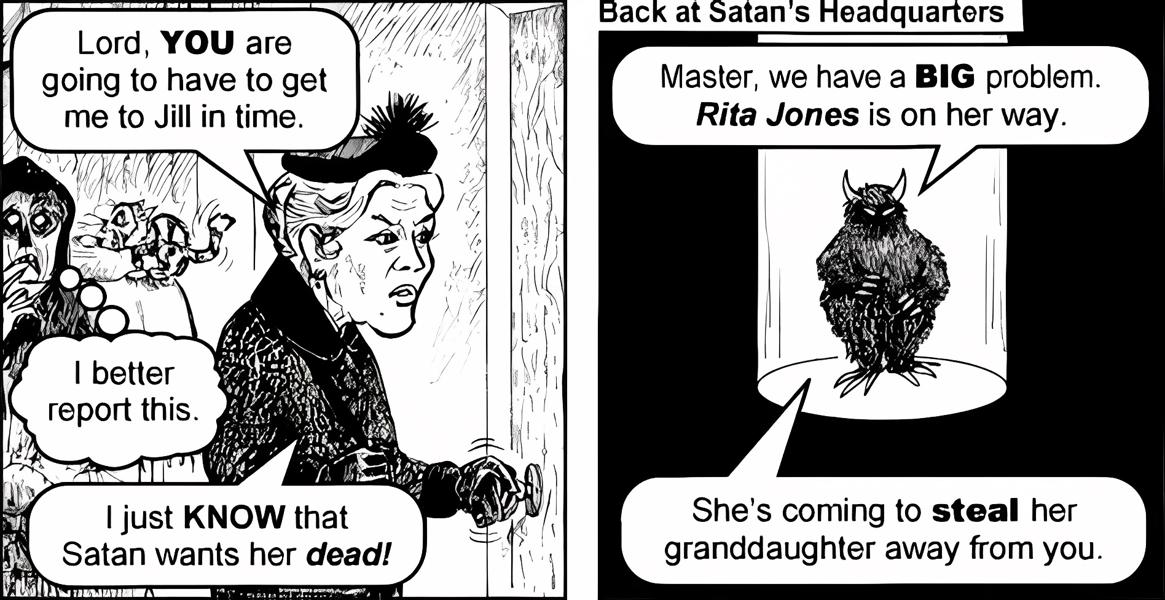 Lord, YOU are
going to have to get
me to Jill in time.
I better
report this.
I just KNOW that
Satan wants her dead!
Back at Satan's Headquarters
Master, we have a BIG problem.
Rita Jones is on her way.
She's coming to steal her
granddaughter away from you.